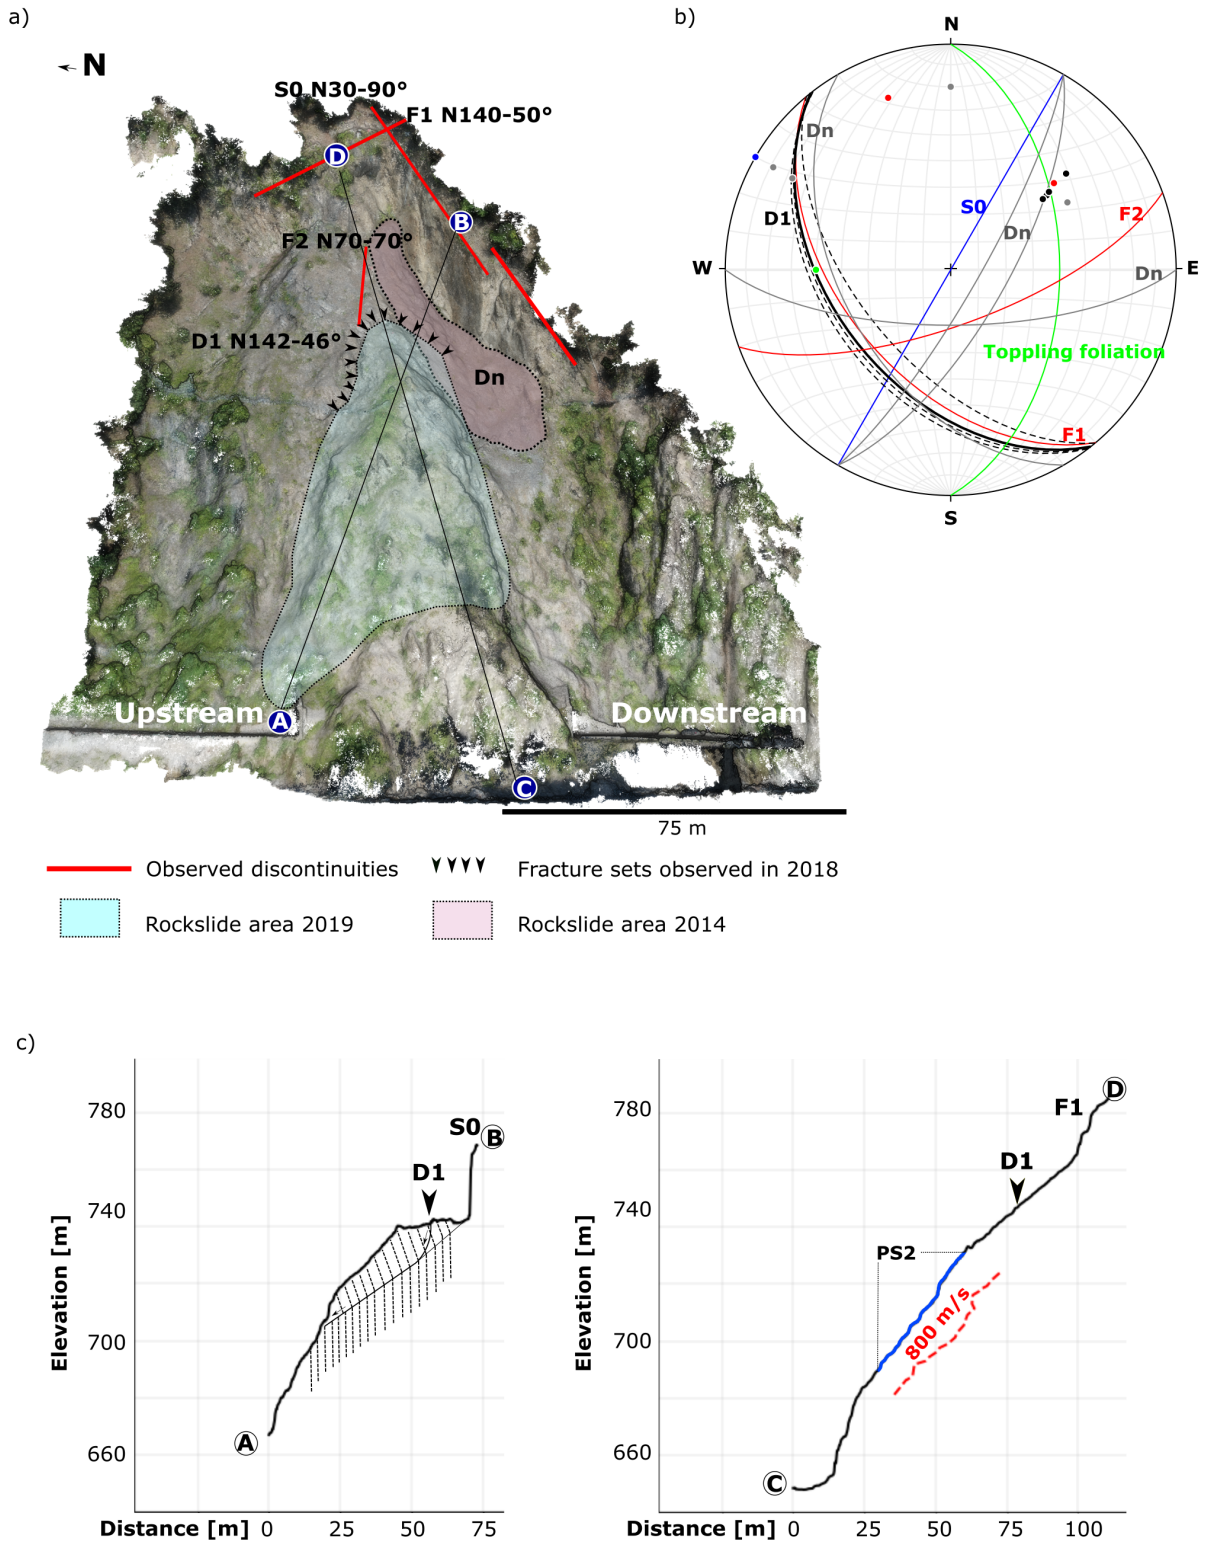 a)
N
S0 N30-90°
F1 N140-50°
D
B
F2 N70-70°
D1 N142-46°
Dn
Upstream
Downstream
A
C
75 m
Observed discontinuities
Fracture sets observed in 2018
Rockslide area 2019
Rockslide area 2014
b)
N
Dn
D1
S0
F2
Dn
W
Dn
E
Toppling foliation
F1
S
c)
780
740
700
660
Elevation [m]
S0
B
D1
A
Distance [m] 0 25 50 75
780
740
700
660
Elevation [m]
D
F1
D1
PS2
800 m/s
C
Distance [m] 0 25 50 75 100